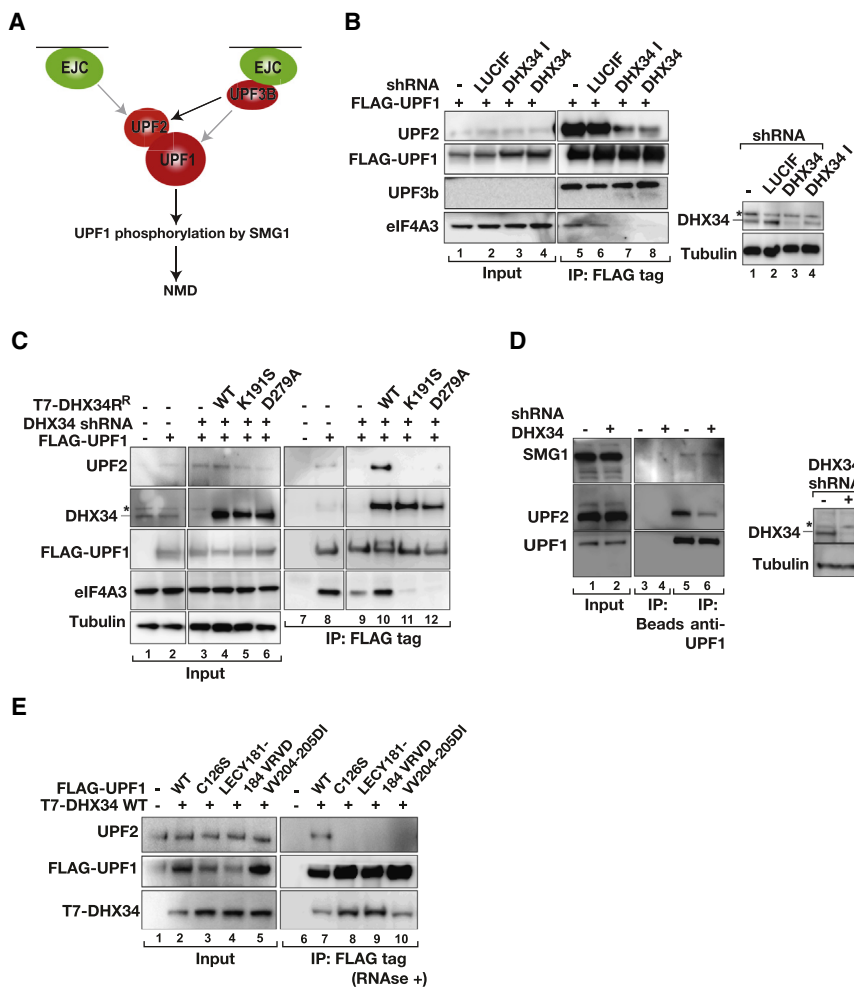 A
EJC
EJC
UPF3B
UPF2
UPF1
UPF1 phosphorylation by SMG1
NMD
B
shRNA - LUCIF DHX34 I DHX34 - LUCIF DHX34 I DHX34
FLAG-UPF1 + + + + + + + +
UPF2
FLAG-UPF1
UPF3b
eIF4A3
1 2 3 4 5 6 7 8
Input IP: FLAG tag
shRNA
- LUCIF DHX34 DHX34 I
*
DHX34
Tubulin
1 2 3 4
C
T7-DHX34R^R - - - WT K191S D279A - - - WT K191S D279A
DHX34 shRNA - - + + + + - - + + + +
FLAG-UPF1 - + + + + + - + + + + +
UPF2
*
DHX34
FLAG-UPF1
eIF4A3
Tubulin
1 2 3 4 5 6 7 8 9 10 11 12
Input IP: FLAG tag
D
shRNA
DHX34 - + - + - +
SMG1
UPF2
UPF1
1 2 3 4 5 6
Input IP: IP:
Beads anti-
UPF1
DHX34
shRNA
- +
*
DHX34
Tubulin
E
FLAG-UPF1 - WT C126S LECY181-184 VRVD VV204-205DI - WT C126S LECY181-184 VRVD VV204-205DI
T7-DHX34 WT - + + + + - + + + +
UPF2
FLAG-UPF1
T7-DHX34
1 2 3 4 5 6 7 8 9 10
Input IP: FLAG tag
(RNAse +)